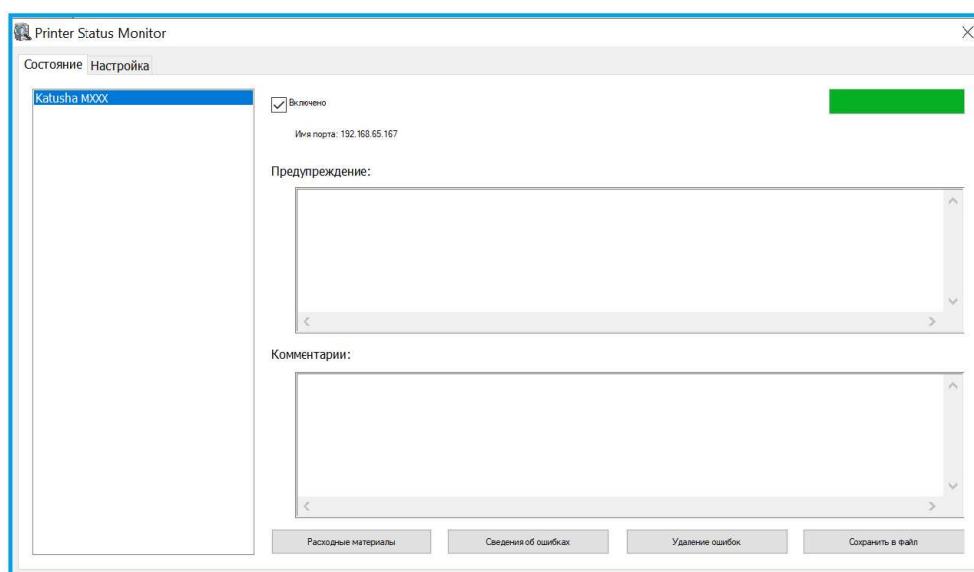 Printer Status Monitor
Состояние Настройка
Katusha MXXX
Включено
Имя порта: 192.168.65.167
Предупреждение:
Комментарии:
Расходные материалы
Сведения об ошибках
Удаление ошибок
Сохранить в файл